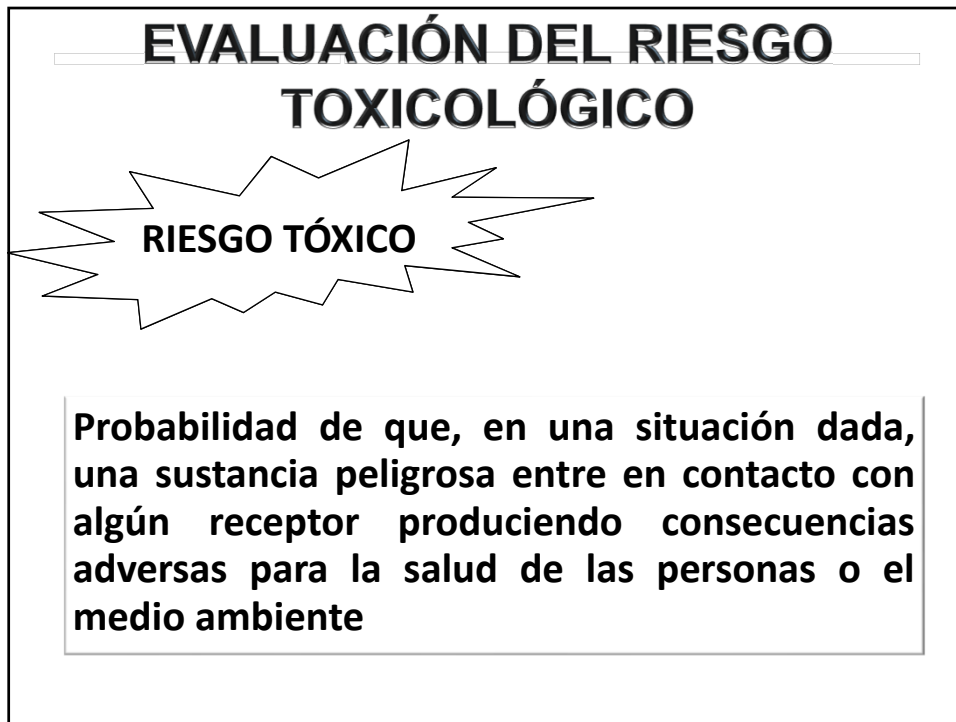 EVALUACIÓN DEL RIESGO
TOXICOLÓGICO
RIESGO TÓXICO
Probabilidad de que, en una situación dada,
una sustancia peligrosa entre en contacto con
algún receptor produciendo consecuencias
adversas para la salud de las personas o el
medio ambiente